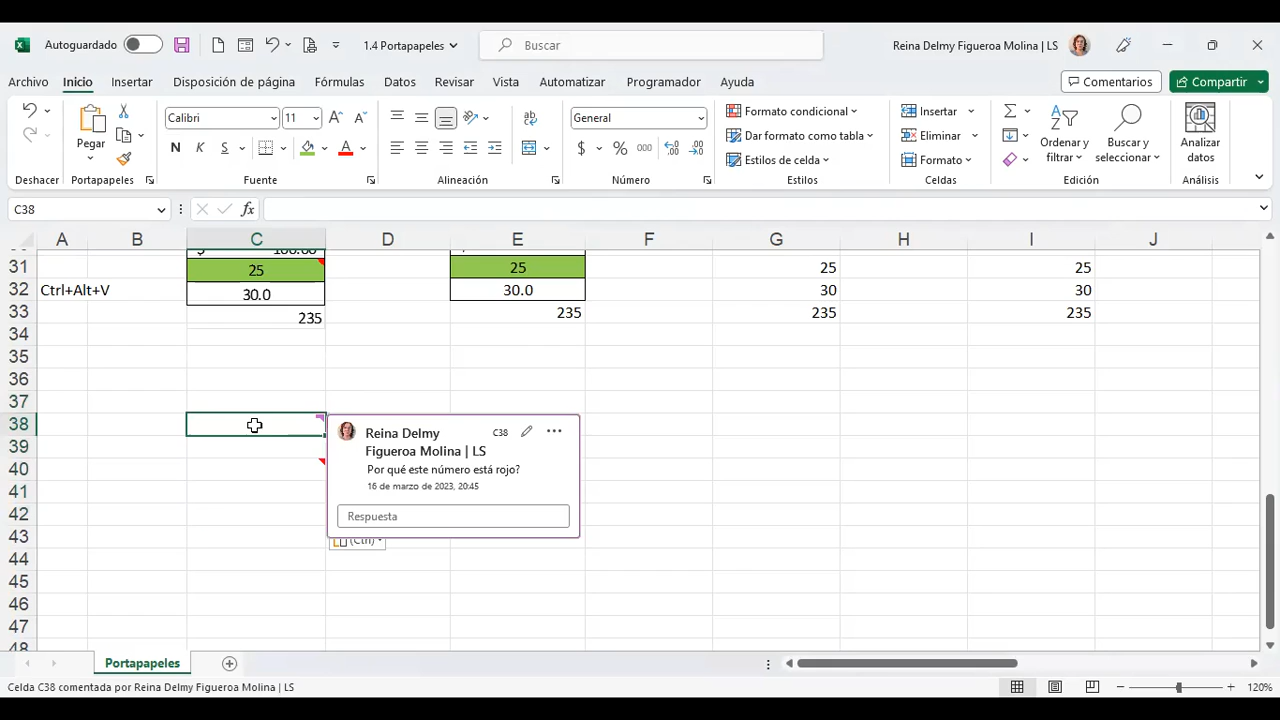 Autoguardado
1.4 Portapapeles
Buscar
Reina Delmy Figueroa Molina | LS
Archivo Inicio Insertar Disposición de página Fórmulas Datos Revisar Vista Automatizar Programador Ayuda
Comentarios Compartir
Calibri 11 General
Formato condicional Insertar
Pegar
Dar formato como tabla Eliminar
Ordenar y filtrar
Buscar y seleccionar
Analizar datos
N K S
$ % 000
Estilos de celda Formato
Deshacer Portapapeles Fuente Alineación Número Estilos Celdas Edición Análisis
C38 fx
A B C D E F G H I J
31 25 25 25 25
32 Ctrl+Alt+V 30.0 30.0 30 30
33 235 235 235 235
34
35
36
37
38
39
40
41
42
43
44
45
46
47
48
Reina Delmy C38
Figueroa Molina | LS
Por qué este número está rojo?
16 de marzo de 2023, 20:45
Respuesta
(Ctrl)
Portapapeles
Celda C38 comentada por Reina Delmy Figueroa Molina | LS
120%